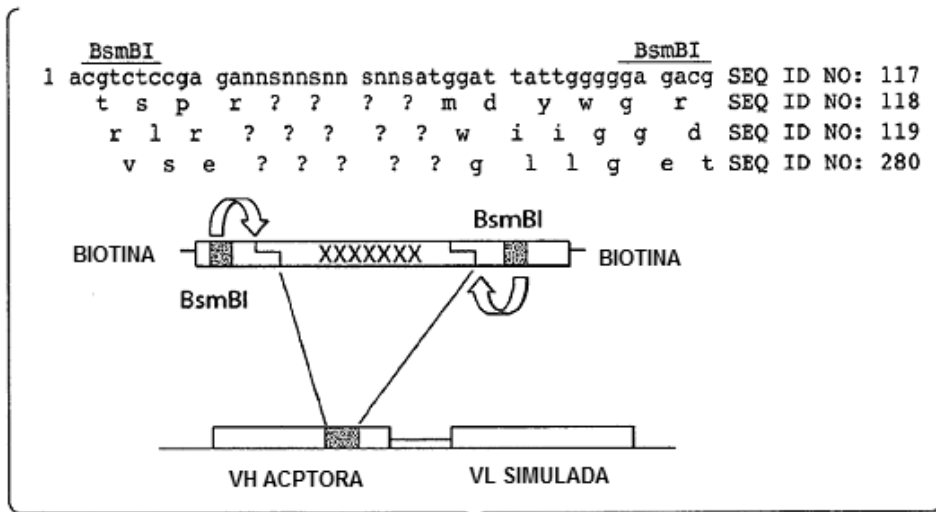 BsmBI BsmBI
1 acgtctccga gannsnnsnn snnsatggat tattgggggga gacg SEQ ID NO: 117
t s p r ? ? ? ? m d y w g r SEQ ID NO: 118
r l r ? ? ? ? ? w i i g g d SEQ ID NO: 119
v s e ? ? ? ? ? g l l g e t SEQ ID NO: 280
BsmBI
BIOTINA XXXXXXX BIOTINA
BsmBI
VH ACPTORA VL SIMULADA